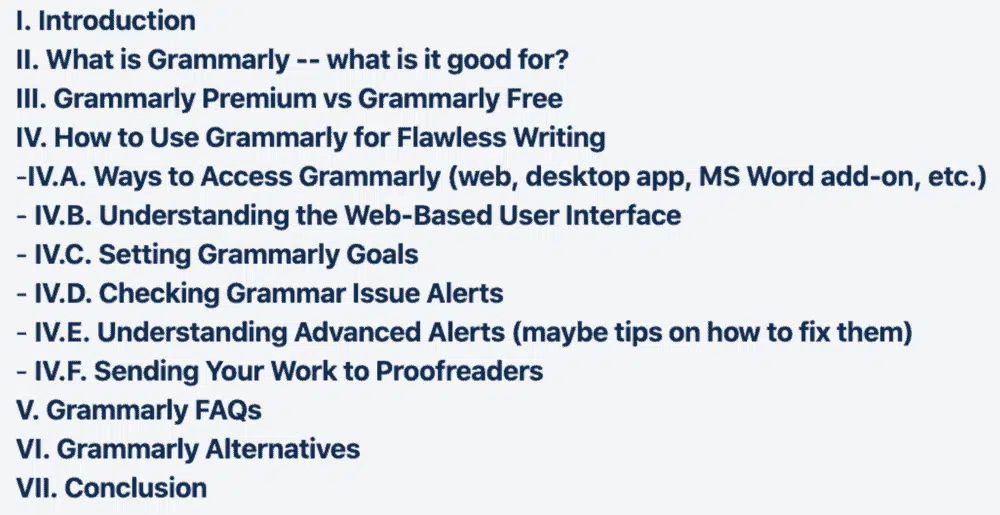 I. Introduction
II. What is Grammarly -- what is it good for?
III. Grammarly Premium vs Grammarly Free
IV. How to Use Grammarly for Flawless Writing
-IV.A. Ways to Access Grammarly (web, desktop app, MS Word add-on, etc.)
- IV.B. Understanding the Web-Based User Interface
- IV.C. Setting Grammarly Goals
- IV.D. Checking Grammar Issue Alerts
- IV.E. Understanding Advanced Alerts (maybe tips on how to fix them)
- IV.F. Sending Your Work to Proofreaders
V. Grammarly FAQs
VI. Grammarly Alternatives
VII. Conclusion